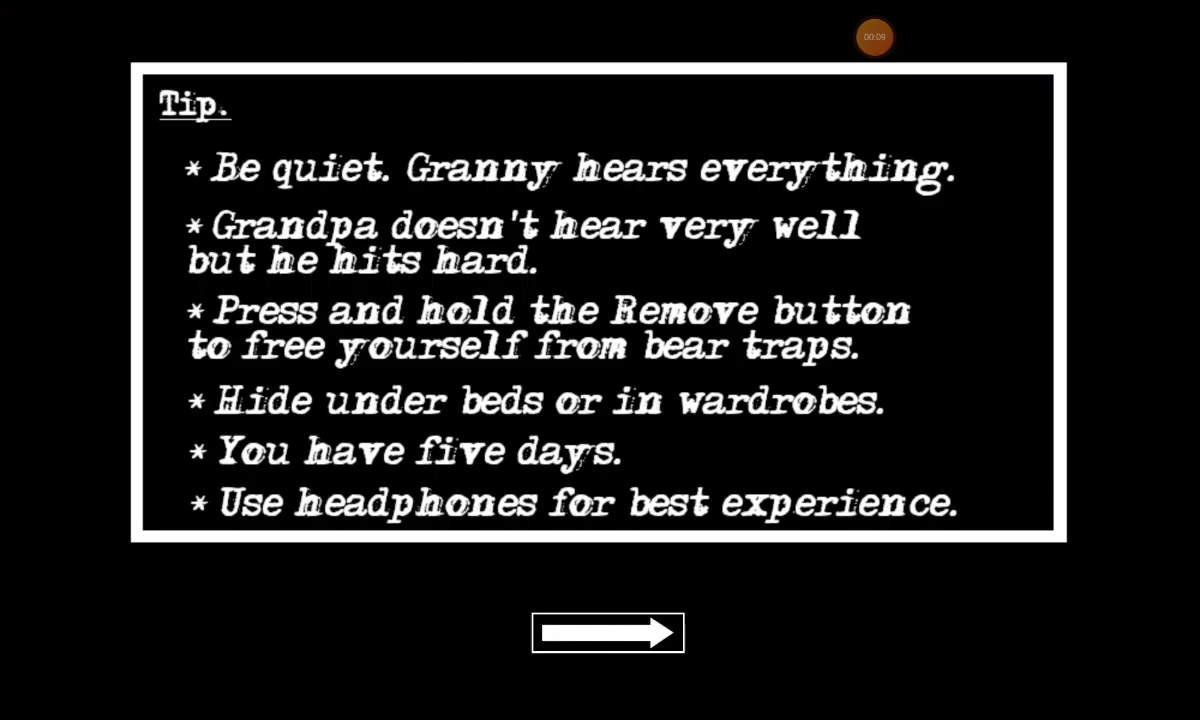 00:09
Tip.
* Be quiet. Granny hears everything.
* Grandpa doesn't hear very well
but he hits hard.
* Press and hold the Remove button
to free yourself from bear traps.
* Hide under beds or in wardrobes.
* You have five days.
* Use headphones for best experience.